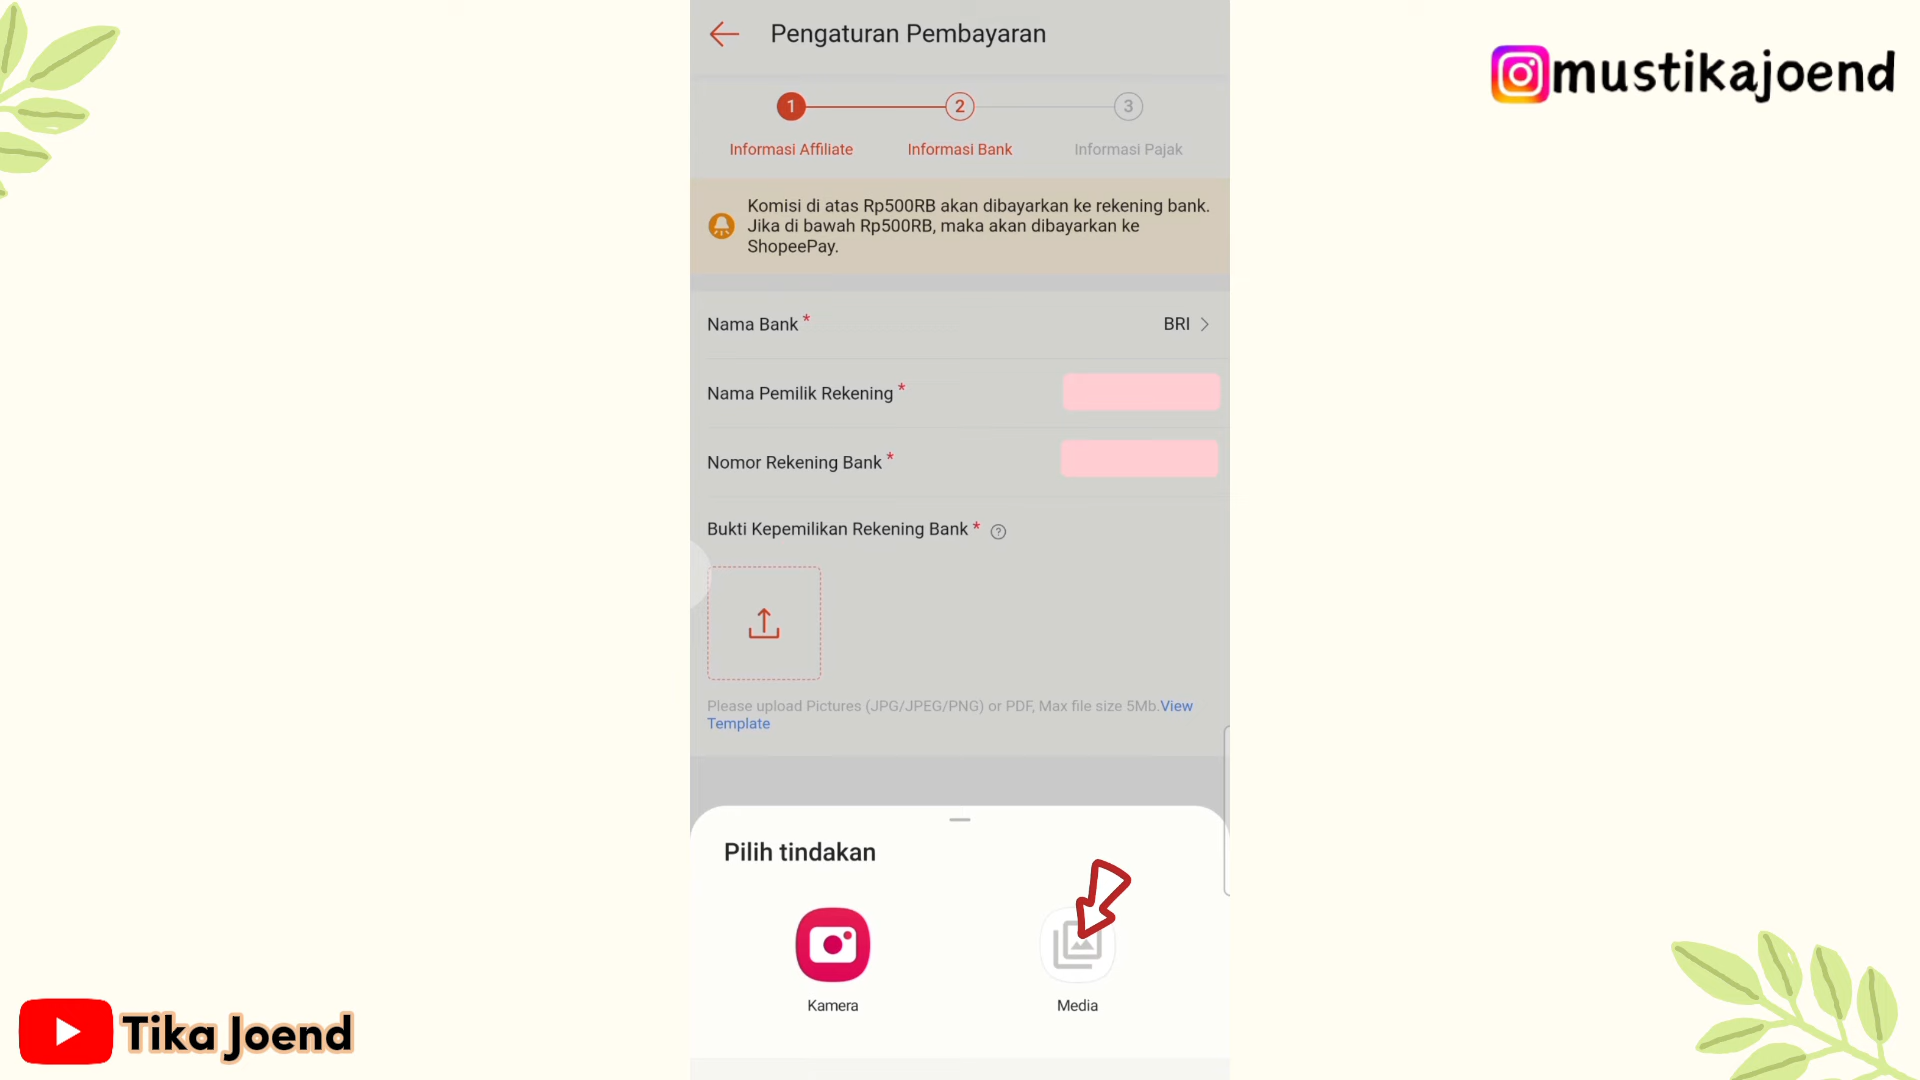 Pengaturan Pembayaran
mustikajoend
1 2 3
Informasi Affiliate Informasi Bank Informasi Pajak
Komisi di atas Rp500RB akan dibayarkan ke rekening bank.
Jika di bawah Rp500RB, maka akan dibayarkan ke
ShopeePay.
Nama Bank * BRI
Nama Pemilik Rekening *
Nomor Rekening Bank *
Bukti Kepemilikan Rekening Bank * ?
Please upload Pictures (JPG/JPEG/PNG) or PDF, Max file size 5Mb.View
Template
Pilih tindakan
Kamera Media
Tika Joend